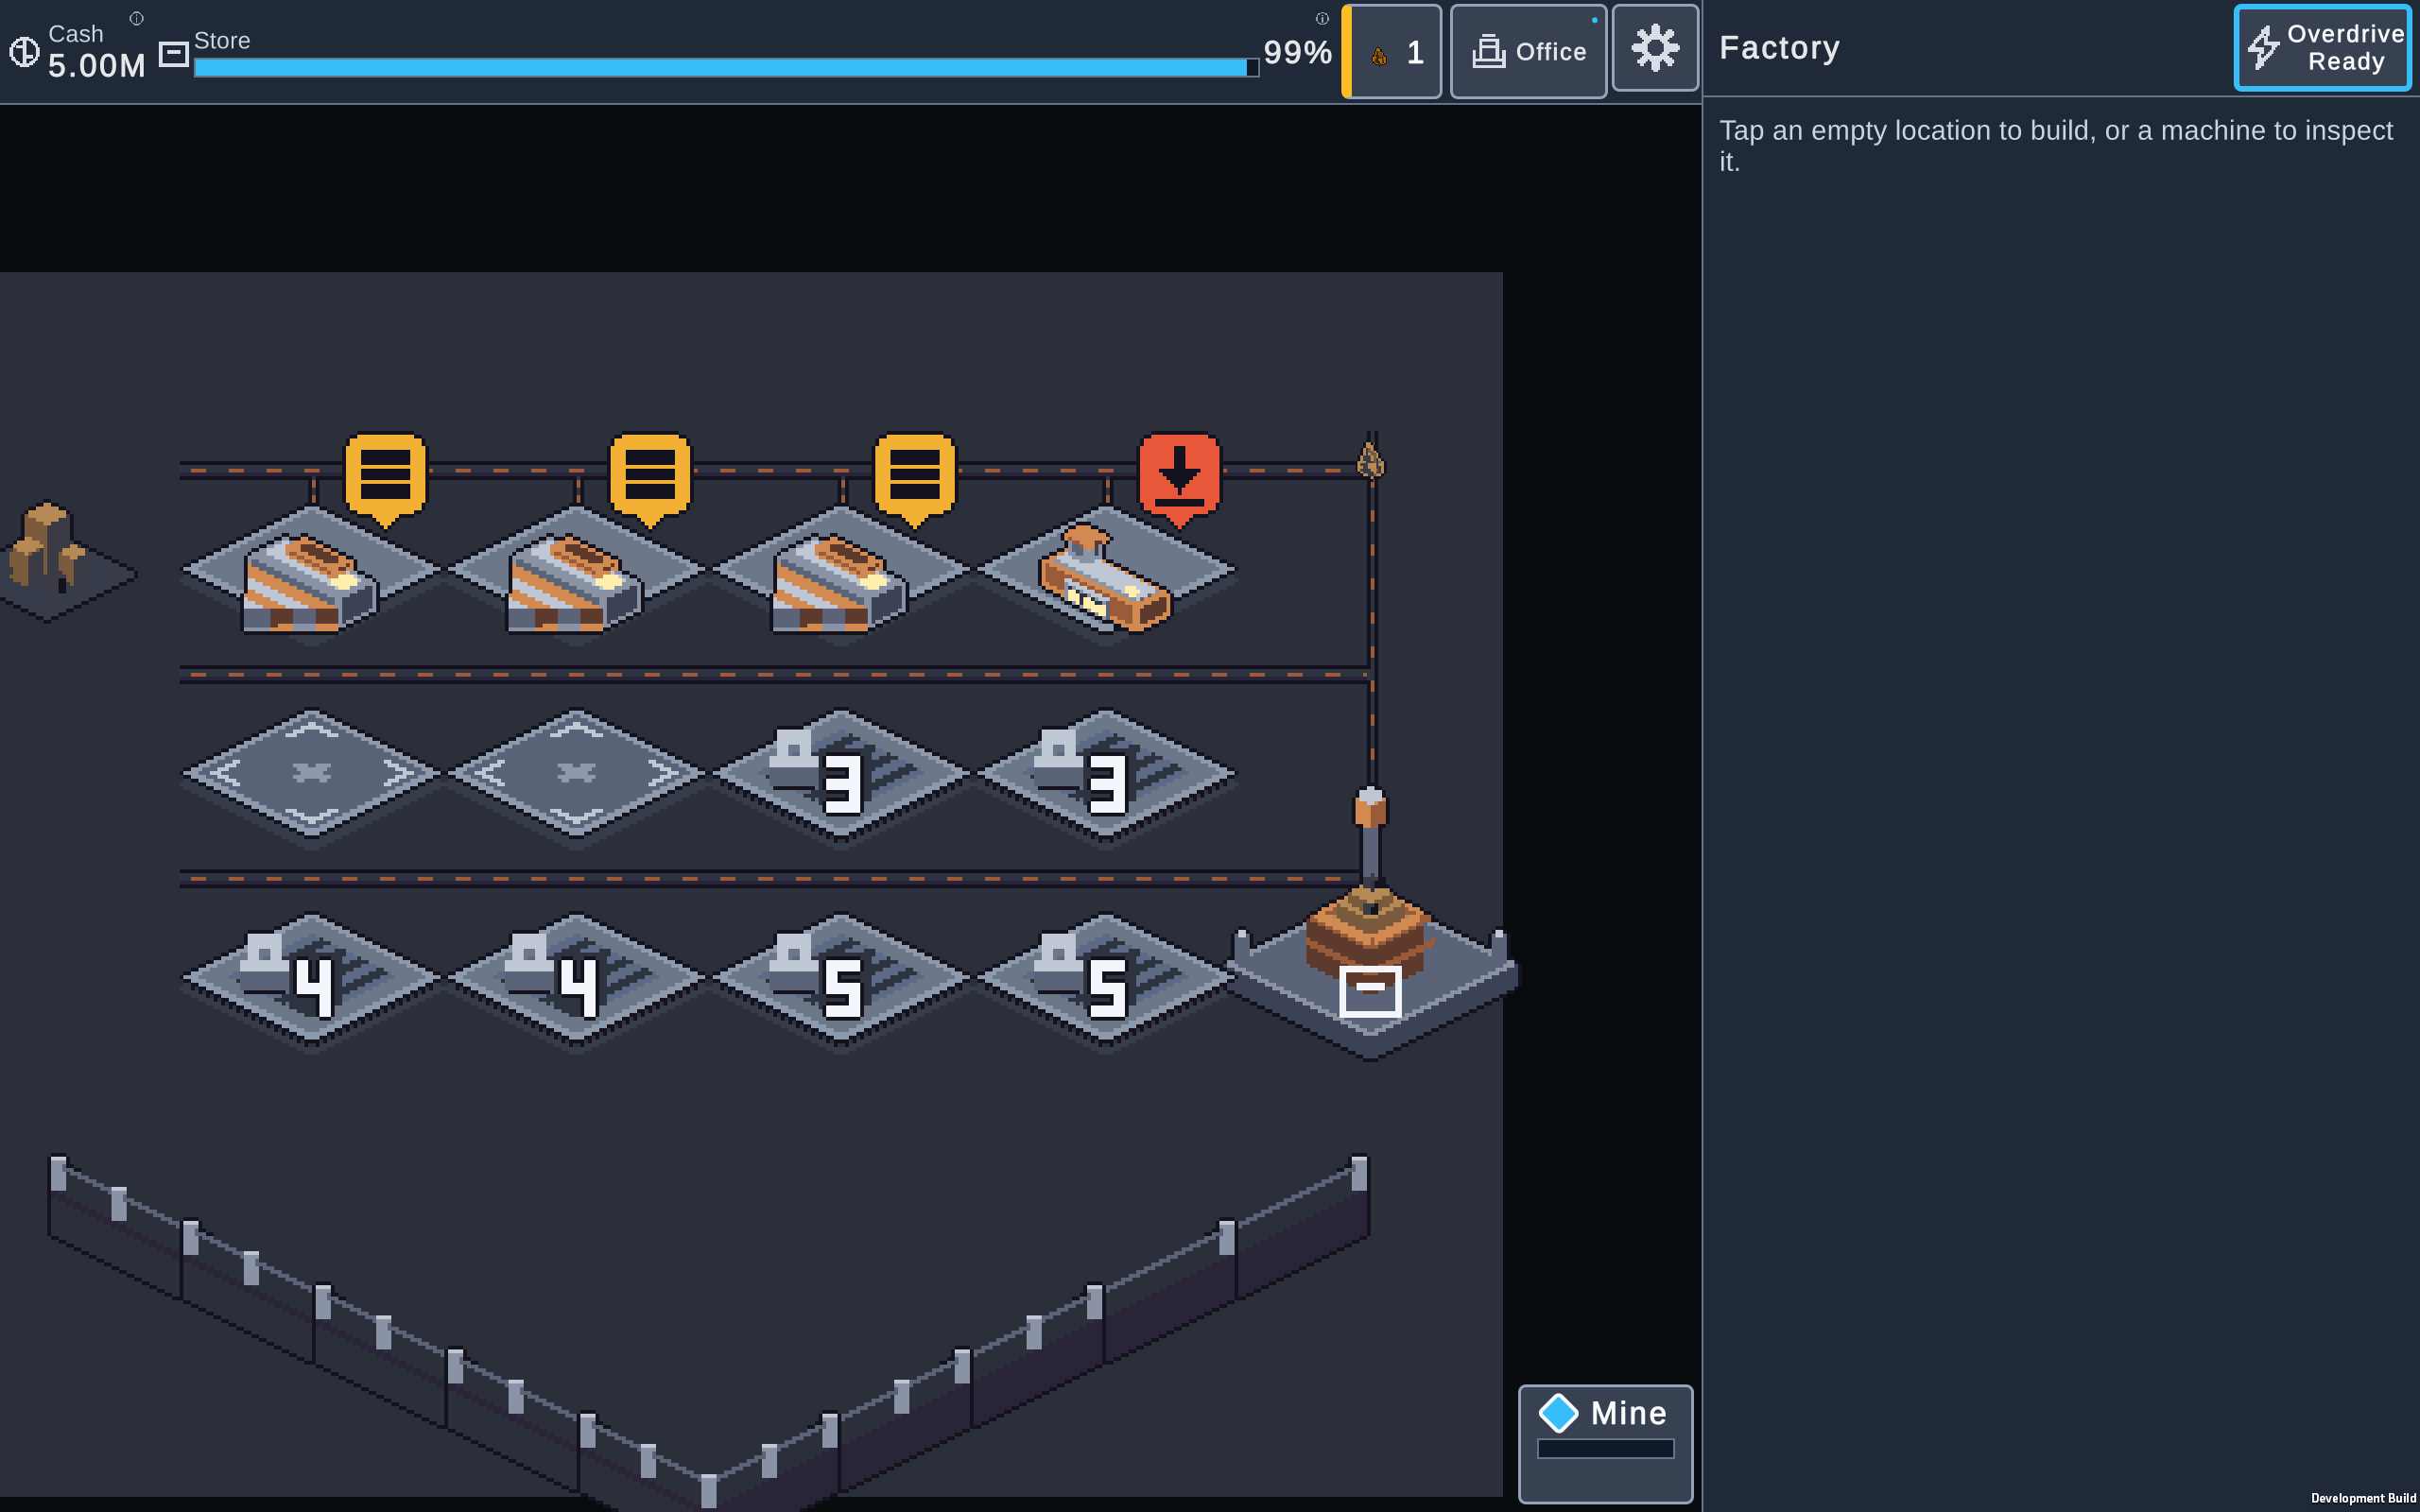 Cash
5.00M
Store
99%
1
Office
Factory
Overdrive
Ready
Tap an empty location to build, or a machine to inspect
it.
3
3
4
4
5
5
Mine
Development Build